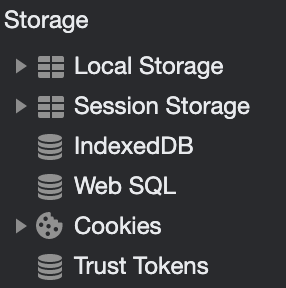 Storage
Local Storage
Session Storage
IndexedDB
Web SQL
Cookies
Trust Tokens